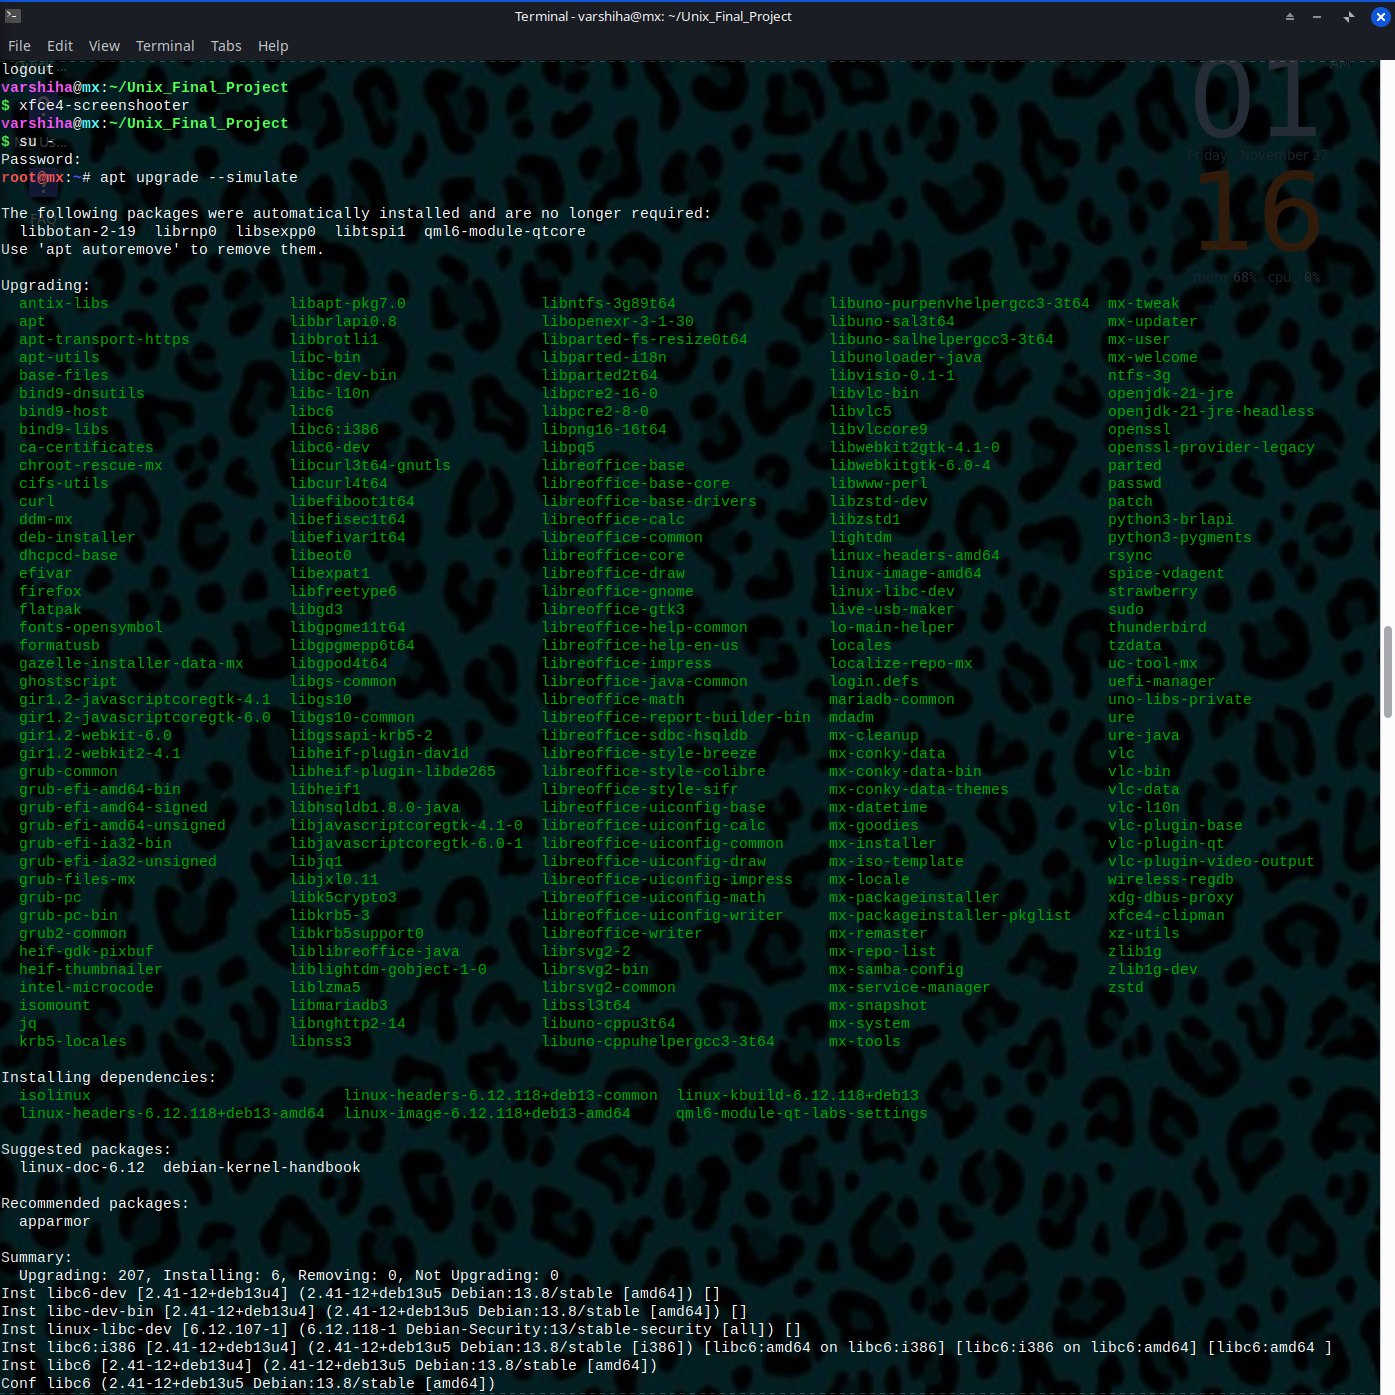 Terminal - varshiha@mx: ~/Unix_Final_Project
File Edit View Terminal Tabs Help
logout
varshiha@mx:~/Unix_Final_Project
$ xfce4-screenshooter
varshiha@mx:~/Unix_Final_Project
$ su -
Password:
root@mx:~# apt upgrade --simulate
The following packages were automatically installed and are no longer required:
libbotan-2-19 librnp0 libsexpp0 libtspi1 qml6-module-qtcore
Use 'apt autoremove' to remove them.
Upgrading:
antix-libs libapt-pkg7.0 libntfs-3g89t64 libuno-purpenvhelpergcc3-3t64 mx-tweak
apt libbrlapi0.8 libopenexr-3-1-30 libuno-sal3t64 mx-updater
apt-transport-https libbrotli1 libparted-fs-resize0t64 libuno-salhelpergcc3-3t64 mx-user
apt-utils libc-bin libparted-i18n libunoloader-java mx-welcome
base-files libc-dev-bin libparted2t64 libvisio-0.1-1 ntfs-3g
bind9-dnsutils libc-l10n libpcre2-16-0 libvlc-bin openjdk-21-jre
bind9-host libc6 libpcre2-8-0 libvlc5 openjdk-21-jre-headless
bind9-libs libc6:i386 libpng16-16t64 libvlccore9 openssl
ca-certificates libc6-dev libpq5 libwebkit2gtk-4.1-0 openssl-provider-legacy
chroot-rescue-mx libcurl3t64-gnutls libreoffice-base libwebkitgtk-6.0-4 parted
cifs-utils libcurl4t64 libreoffice-base-core libwww-perl passwd
curl libefiboot1t64 libreoffice-base-drivers libzstd-dev patch
ddm-mx libefisec1t64 libreoffice-calc libzstd1 python3-brlapi
deb-installer libefivar1t64 libreoffice-common lightdm python3-pygments
dhcpcd-base libeot0 libreoffice-core linux-headers-amd64 rsync
efivar libexpat1 libreoffice-draw linux-image-amd64 spice-vdagent
firefox libfreetype6 libreoffice-gnome linux-libc-dev strawberry
flatpak libgd3 libreoffice-gtk3 live-usb-maker sudo
fonts-opensymbol libgpgme11t64 libreoffice-help-common lo-main-helper thunderbird
formatusb libgpgmepp6t64 libreoffice-help-en-us locales tzdata
gazelle-installer-data-mx libgpod4t64 libreoffice-impress localize-repo-mx uc-tool-mx
ghostscript libgs-common libreoffice-java-common login.defs uefi-manager
gir1.2-javascriptcoregtk-4.1 libgs10 libreoffice-math mariadb-common uno-libs-private
gir1.2-javascriptcoregtk-6.0 libgs10-common libreoffice-report-builder-bin mdadm ure
gir1.2-webkit-6.0 libgssapi-krb5-2 libreoffice-sdbc-hsqldb mx-cleanup ure-java
gir1.2-webkit2-4.1 libheif-plugin-dav1d libreoffice-style-breeze mx-conky-data vlc
grub-common libheif-plugin-libde265 libreoffice-style-colibre mx-conky-data-bin vlc-bin
grub-efi-amd64-bin libheif1 libreoffice-style-sifr mx-conky-data-themes vlc-data
grub-efi-amd64-signed libhsqldb1.8.0-java libreoffice-uiconfig-base mx-datetime vlc-l10n
grub-efi-amd64-unsigned libjavascriptcoregtk-4.1-0 libreoffice-uiconfig-calc mx-goodies vlc-plugin-base
grub-efi-ia32-bin libjavascriptcoregtk-6.0-1 libreoffice-uiconfig-common mx-installer vlc-plugin-qt
grub-efi-ia32-unsigned libjq1 libreoffice-uiconfig-draw mx-iso-template vlc-plugin-video-output
grub-files-mx libjxl0.11 libreoffice-uiconfig-impress mx-locale wireless-regdb
grub-pc libk5crypto3 libreoffice-uiconfig-math mx-packageinstaller xdg-dbus-proxy
grub-pc-bin libkrb5-3 libreoffice-uiconfig-writer mx-packageinstaller-pkglist xfce4-clipman
grub2-common libkrb5support0 libreoffice-writer mx-remaster xz-utils
heif-gdk-pixbuf liblibreoffice-java librsvg2-2 mx-repo-list zlib1g
heif-thumbnailer liblightdm-gobject-1-0 librsvg2-bin mx-samba-config zlib1g-dev
intel-microcode liblzma5 librsvg2-common mx-service-manager zstd
isomount libmariadb3 libssl3t64 mx-snapshot
jq libnghttp2-14 libuno-cppu3t64 mx-system
krb5-locales libnss3 libuno-cppuhelpergcc3-3t64 mx-tools
Installing dependencies:
isolinux linux-headers-6.12.118+deb13-common linux-kbuild-6.12.118+deb13
linux-headers-6.12.118+deb13-amd64 linux-image-6.12.118+deb13-amd64 qml6-module-qt-labs-settings
Suggested packages:
linux-doc-6.12 debian-kernel-handbook
Recommended packages:
apparmor
Summary:
Upgrading: 207, Installing: 6, Removing: 0, Not Upgrading: 0
Inst libc6-dev [2.41-12+deb13u4] (2.41-12+deb13u5 Debian:13.8/stable [amd64]) []
Inst libc-dev-bin [2.41-12+deb13u4] (2.41-12+deb13u5 Debian:13.8/stable [amd64]) []
Inst linux-libc-dev [6.12.107-1] (6.12.118-1 Debian-Security:13/stable-security [all]) []
Inst libc6:i386 [2.41-12+deb13u4] (2.41-12+deb13u5 Debian:13.8/stable [i386]) [libc6:amd64 on libc6:i386] [libc6:i386 on libc6:amd64] [libc6:amd64 ]
Inst libc6 [2.41-12+deb13u4] (2.41-12+deb13u5 Debian:13.8/stable [amd64])
Conf libc6 (2.41-12+deb13u5 Debian:13.8/stable [amd64])
01
AM
Friday November 27
16
mem 68% cpu 0%